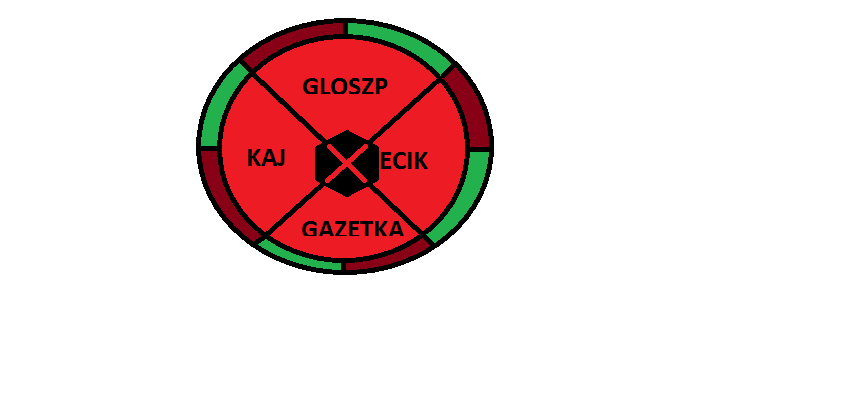 GLOSZP
KAJ
ECIK
GAZETKA